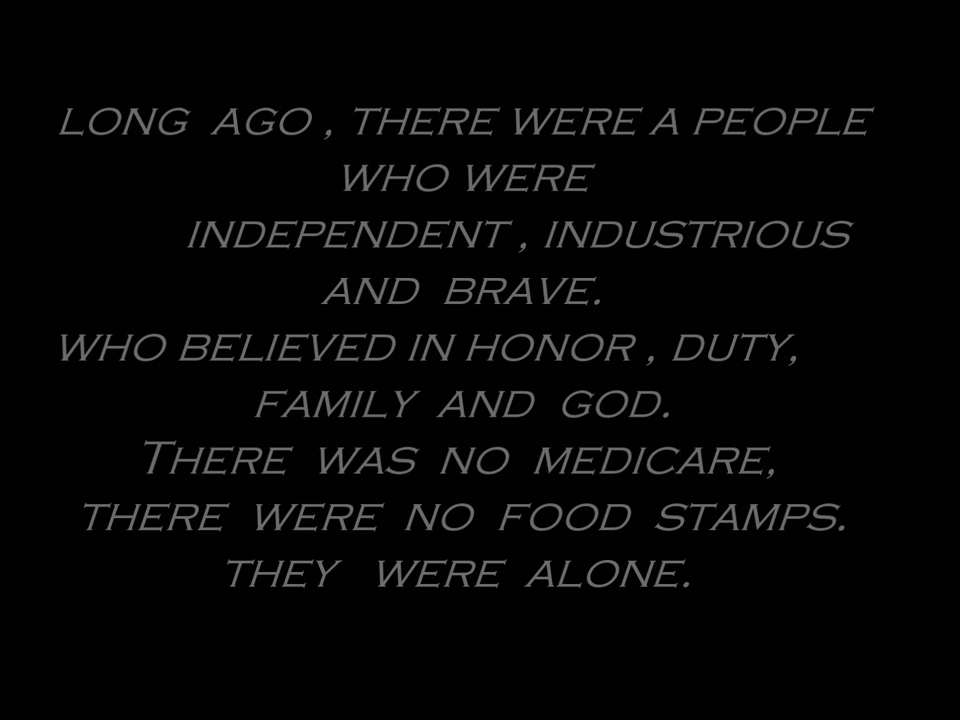 LONG AGO , THERE WERE A PEOPLE
WHO WERE
INDEPENDENT , INDUSTRIOUS
AND BRAVE.
WHO BELIEVED IN HONOR , DUTY,
FAMILY AND GOD.
THERE WAS NO MEDICARE,
THERE WERE NO FOOD STAMPS.
THEY WERE ALONE.